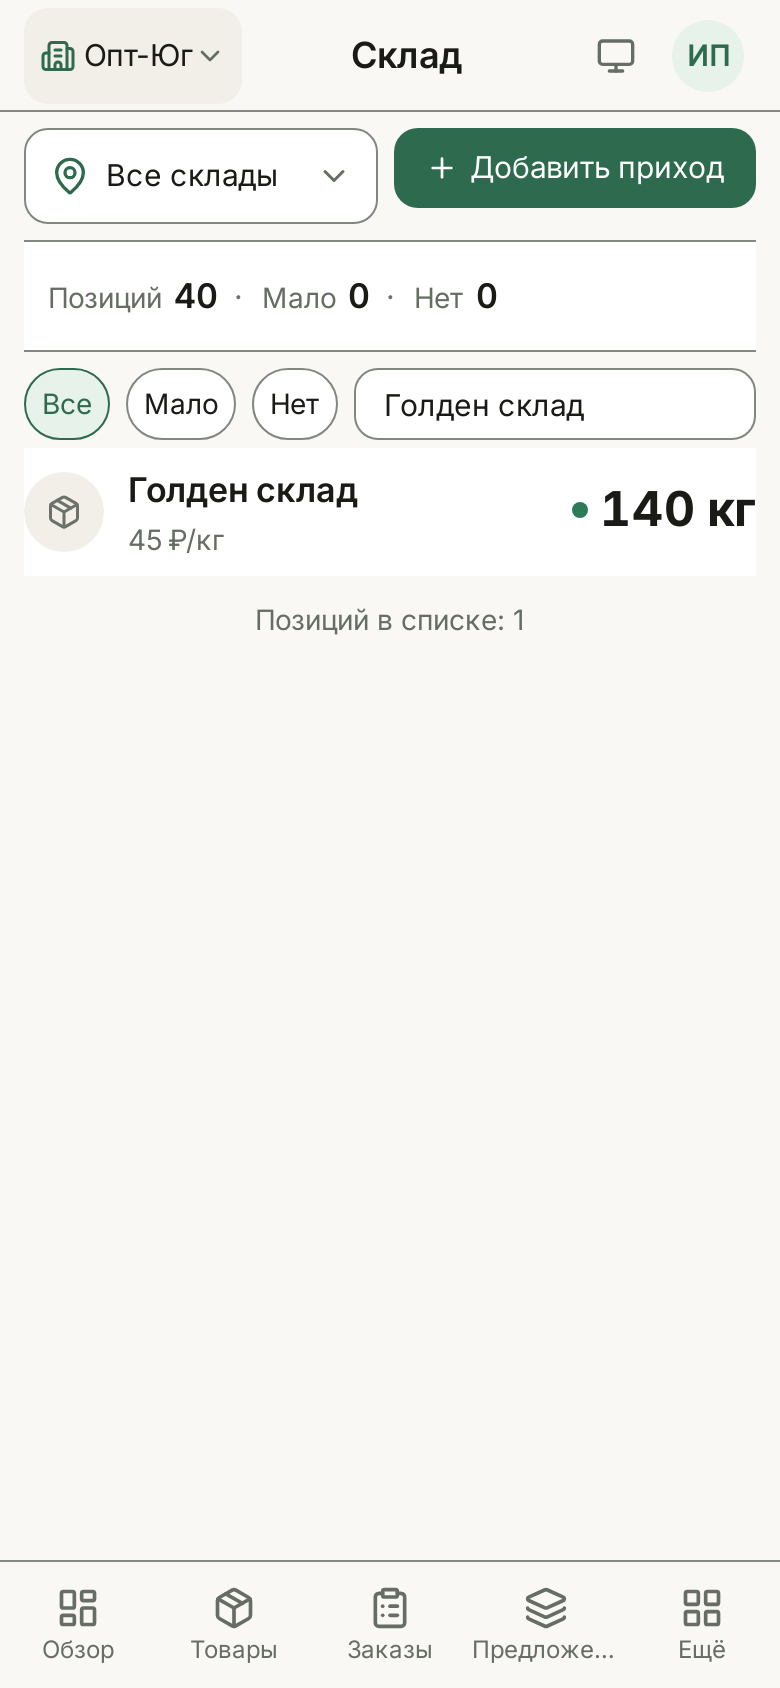 Опт-Юг
Склад
ИП
Все склады
Добавить приход
Позиций 40 · Мало 0 · Нет 0
Все
Мало
Нет
Голден склад
Голден склад
45 ₽/кг
140 кг
Позиций в списке: 1
Обзор
Товары
Заказы
Предложе...
Ещё